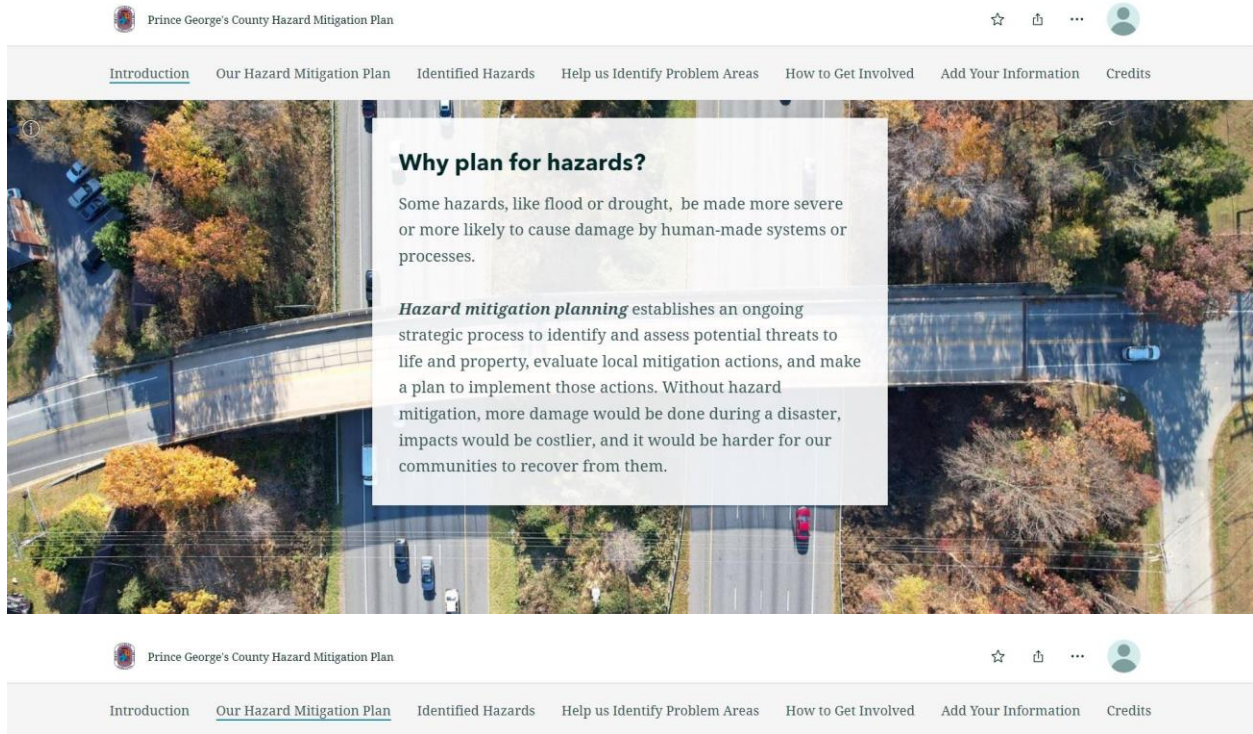 Prince George's County Hazard Mitigation Plan
Introduction Our Hazard Mitigation Plan Identified Hazards Help us Identify Problem Areas How to Get Involved Add Your Information Credits
Why plan for hazards?
Some hazards, like flood or drought,  be made more severe
or more likely to cause damage by human-made systems or
processes.
Hazard mitigation planning establishes an ongoing
strategic process to identify and assess potential threats to
life and property, evaluate local mitigation actions, and make
a plan to implement those actions. Without hazard
mitigation, more damage would be done during a disaster,
impacts would be costlier, and it would be harder for our
communities to recover from them.
Prince George's County Hazard Mitigation Plan
Introduction Our Hazard Mitigation Plan Identified Hazards Help us Identify Problem Areas How to Get Involved Add Your Information Credits